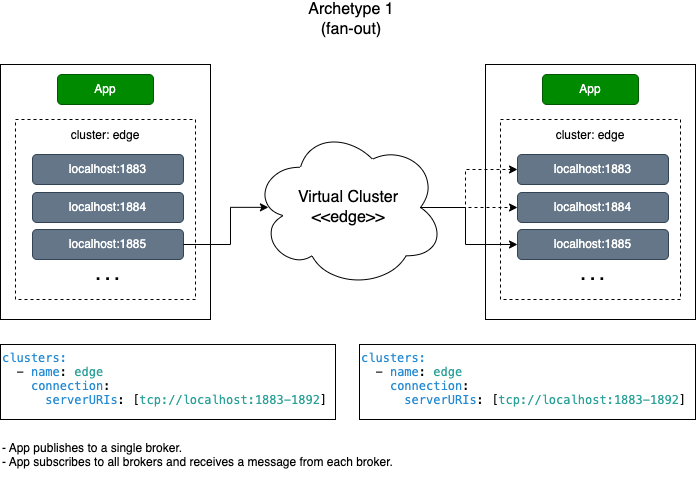 Archetype 1
(fan-out)
App
cluster: edge
localhost:1883
localhost:1884
localhost:1885
...
Virtual Cluster
<<edge>>
App
cluster: edge
localhost:1883
localhost:1884
localhost:1885
...
clusters:
  - name: edge
    connection:
      serverURIs: [tcp://localhost:1883-1892]
clusters:
  - name: edge
    connection:
      serverURIs: [tcp://localhost:1883-1892]
- App publishes to a single broker.
- App subscribes to all brokers and receives a message from each broker.